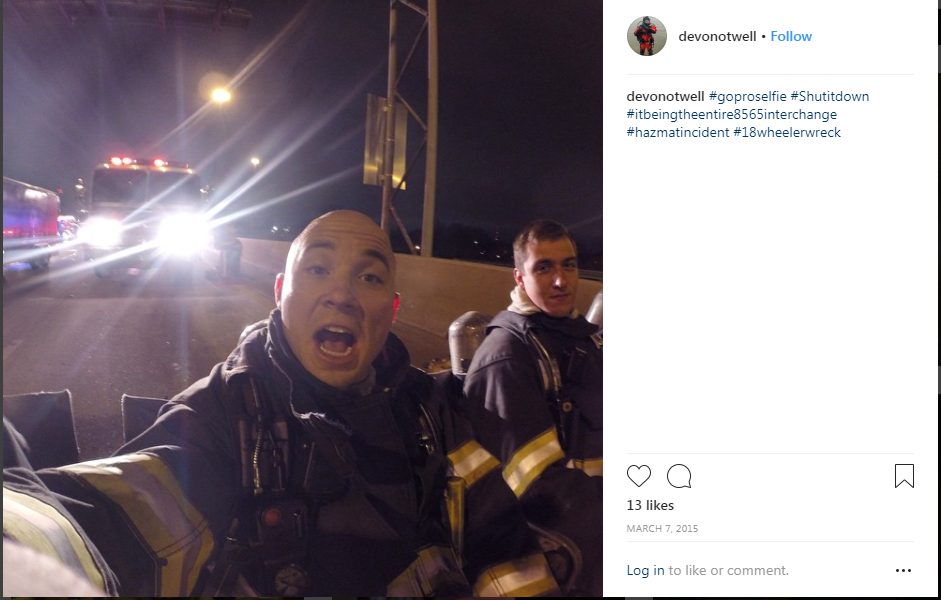 devonotwell • Follow
devonotwell #goproselfie #Shutitdown
#itbeingtheentire8565interchange
#hazmatincident #18wheelerwreck
13 likes
MARCH 7, 2015
Log in to like or comment.